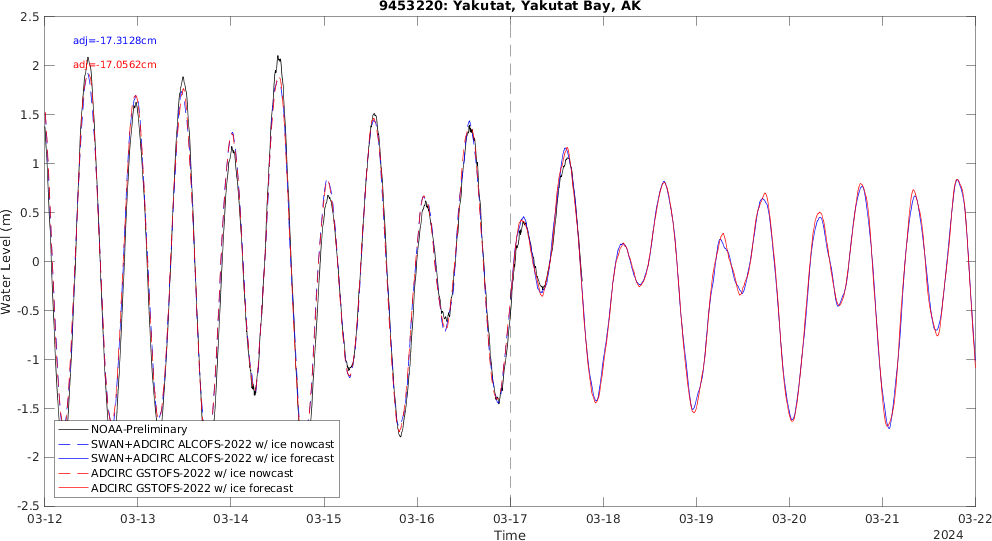 9453220: Yakutat, Yakutat Bay, AK
adj=-17.3128cm
adj=-17.0562cm
2.5
2
1.5
1
0.5
0
-0.5
-1
-1.5
-2
-2.5
Water Level (m)
NOAA-Preliminary
SWAN+ADCIRC ALCOFS-2022 w/ ice nowcast
SWAN+ADCIRC ALCOFS-2022 w/ ice forecast
ADCIRC GSTOFS-2022 w/ ice nowcast
ADCIRC GSTOFS-2022 w/ ice forecast
03-12 03-13 03-14 03-15 03-16 03-17 03-18 03-19 03-20 03-21 03-22
Time
2024